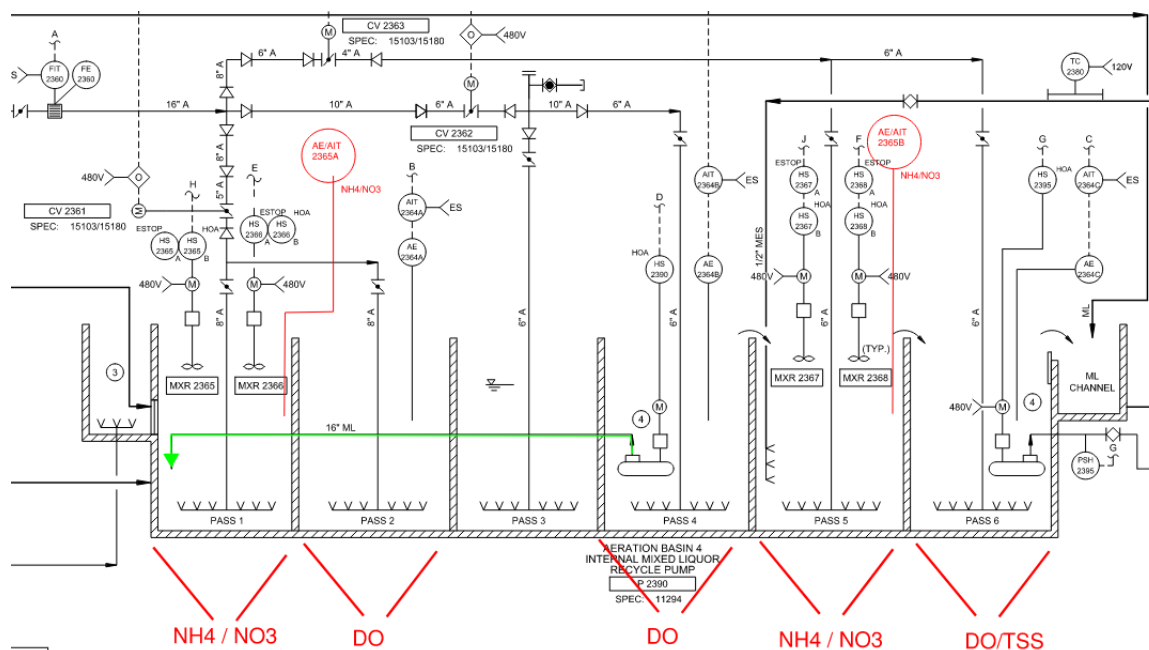 A
CV 2363
SPEC: 15103/15180
M
O
480V
6" A
4" A
6" A
S
FIT
2360
FE
2360
8" A
TC
2380
120V
16" A
10" A
6" A
10" A
6" A
M
CV 2362
SPEC: 15103/15180
8" A
AE/AIT
2365A
NH4/NO3
AE/AIT
2365B
NH4/NO3
480V
O
H
5" A
E
B
J
F
G
C
ESTOP
ESTOP
HOA
AIT
2364A
ES
AIT
2364B
ES
HS
2367
A
HS
2368
A
HS
2395
AIT
2364C
ES
CV 2361
SPEC: 15103/15180
M
D
ESTOP
HOA
HS
2365
A
HS
2365
B
ESTOP
HOA
HS
2366
A
HS
2366
B
HOA
HOA
HS
2367
B
HS
2368
B
AE
2364A
HOA
HS
2390
AE
2364B
AE
2364C
1/2" MES
480V
M
M
480V
480V
M
M
480V
8" A
8" A
6" A
6" A
6" A
6" A
ML
3
MXR 2365
MXR 2366
(TYP.)
MXR 2367
MXR 2368
ML
CHANNEL
16" ML
4
M
480V
M
4
G
PSH
2395
PASS 1
PASS 2
PASS 3
PASS 4
PASS 5
PASS 6
AERATION BASIN 4
INTERNAL MIXED LIQUOR
RECYCLE PUMP
P 2390
SPEC: 11294
NH4 / NO3
DO
DO
NH4 / NO3
DO/TSS